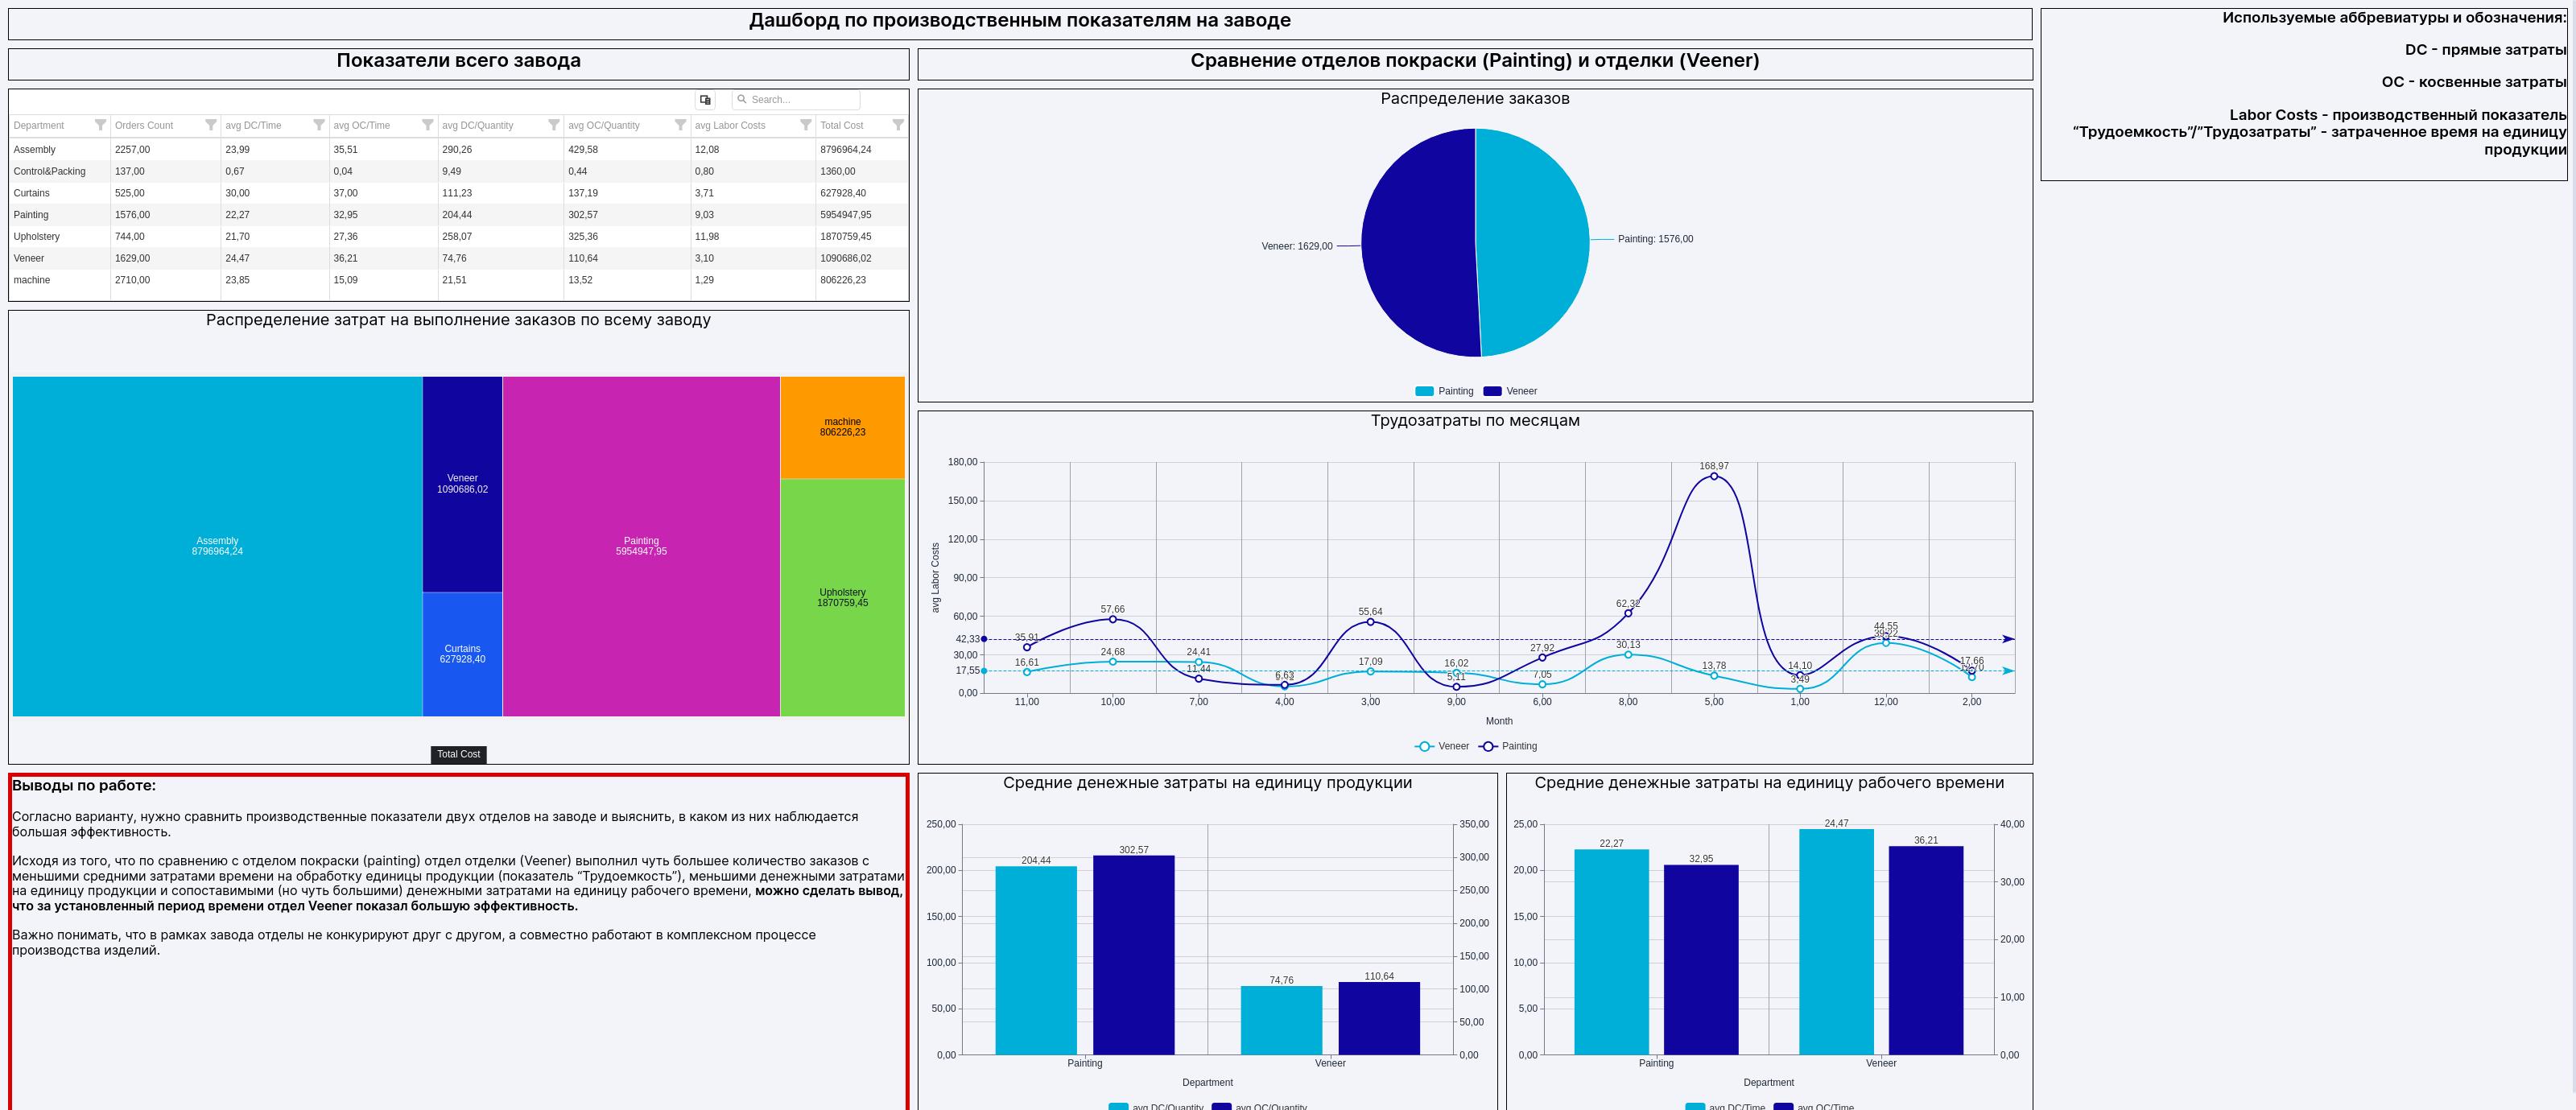 Дашборд по производственным показателям на заводе
Показатели всего завода
Search...
Department Orders Count avg DC/Time avg OC/Time avg DC/Quantity avg OC/Quantity avg Labor Costs Total Cost
Assembly 2257,00 23,99 35,51 290,26 429,58 12,08 8796964,24
Control&Packing 137,00 0,67 0,04 9,49 0,44 0,80 1360,00
Curtains 525,00 30,00 37,00 111,23 137,19 3,71 627928,40
Painting 1576,00 22,27 32,95 204,44 302,57 9,03 5954947,95
Upholstery 744,00 21,70 27,36 258,07 325,36 11,98 1870759,45
Veneer 1629,00 24,47 36,21 74,76 110,64 3,10 1090686,02
machine 2710,00 23,85 15,09 21,51 13,52 1,29 806226,23
Распределение затрат на выполнение заказов по всему заводу
Assembly
8796964,24
Veneer
1090686,02
Curtains
627928,40
Painting
5954947,95
machine
806226,23
Upholstery
1870759,45
Total Cost
Выводы по работе:
Согласно варианту, нужно сравнить производственные показатели двух отделов на заводе и выяснить, в каком из них наблюдается
большая эффективность.
Исходя из того, что по сравнению с отделом покраски (painting) отдел отделки (Veener) выполнил чуть большее количество заказов с
меньшими средними затратами времени на обработку единицы продукции (показатель “Трудоемкость”), меньшими денежными затратами
на единицу продукции и сопоставимыми (но чуть большими) денежными затратами на единицу рабочего времени, можно сделать вывод,
что за установленный период времени отдел Veener показал большую эффективность.
Важно понимать, что в рамках завода отделы не конкурируют друг с другом, а совместно работают в комплексном процессе
производства изделий.
Сравнение отделов покраски (Painting) и отделки (Veener)
Распределение заказов
Veneer: 1629,00
Painting: 1576,00
Painting Veneer
Трудозатраты по месяцам
avg Labor Costs
180,00
150,00
120,00
90,00
60,00
42,33
30,00
17,55
0,00
35,91 57,66 11,44 6,63 55,64 5,11 27,92 62,32 168,97 14,10 44,55 17,66
16,61 24,68 24,41 17,09 16,02 7,05 30,13 13,78 3,49 39,22
11,00 10,00 7,00 4,00 3,00 9,00 6,00 8,00 5,00 1,00 12,00 2,00
Month
Veneer Painting
Средние денежные затраты на единицу продукции
250,00
200,00
150,00
100,00
50,00
0,00
204,44 302,57 74,76 110,64
350,00
300,00
250,00
200,00
150,00
100,00
50,00
0,00
Painting Veneer
Department
avg DC/Quantity avg OC/Quantity
Средние денежные затраты на единицу рабочего времени
25,00
20,00
15,00
10,00
5,00
0,00
22,27 32,95 24,47 36,21
40,00
30,00
20,00
10,00
0,00
Painting Veneer
Department
avg DC/Time avg OC/Time
Используемые аббревиатуры и обозначения:
DC - прямые затраты
OC - косвенные затраты
Labor Costs - производственный показатель
“Трудоемкость”/”Трудозатраты” - затраченное время на единицу
продукции